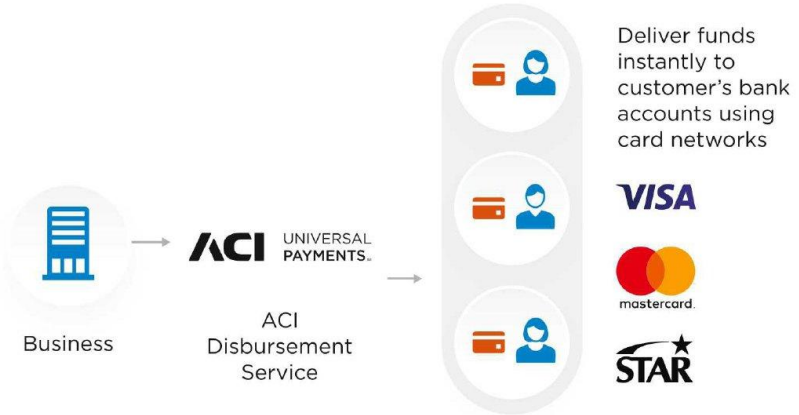 Deliver funds
instantly to
customer's bank
accounts using
card networks
VISA
mastercard.
STAR
ACI UNIVERSAL
PAYMENTS™
ACI
Disbursement
Service
Business